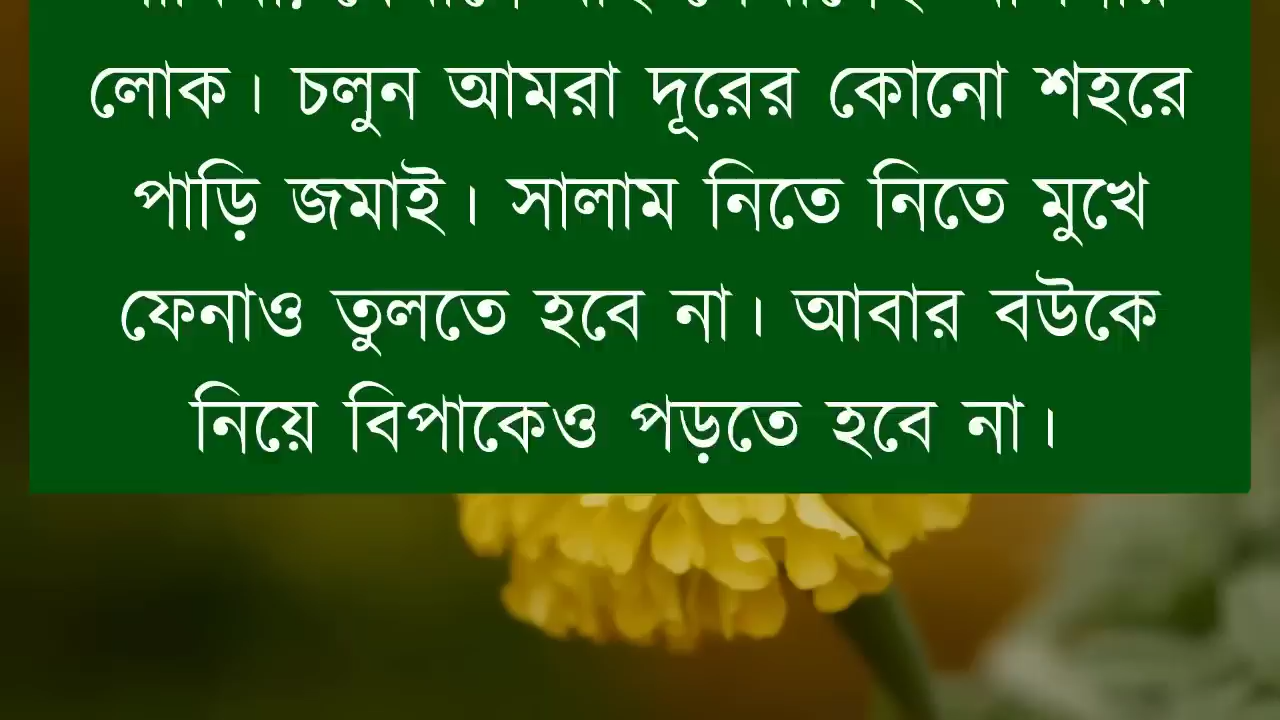 লোক। চলুন আমরা দূরের কোনো শহরে
পাড়ি জমাই। সালাম নিতে নিতে মুখে
ফেনাও তুলতে হবে না। আবার বউকে
নিয়ে বিপাকেও পড়তে হবে না।